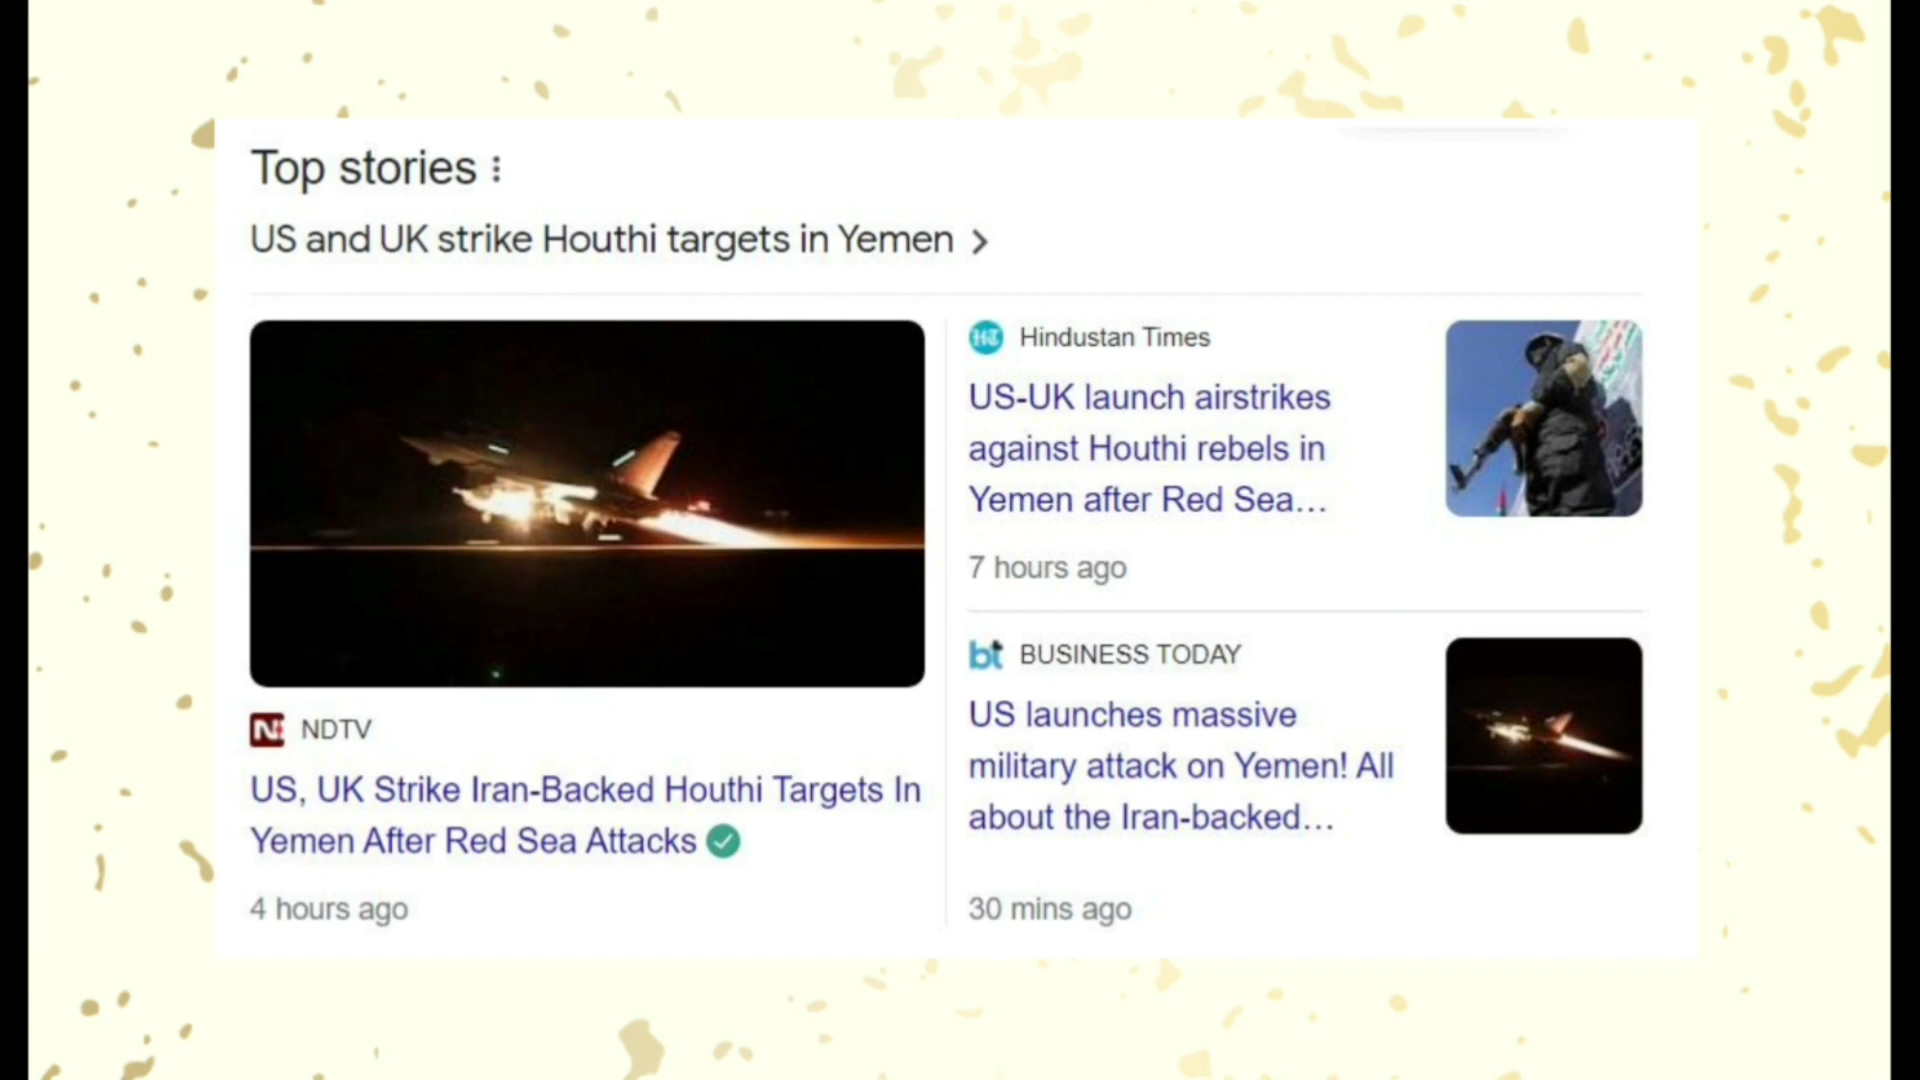 Top stories
US and UK strike Houthi targets in Yemen
NDTV
US, UK Strike Iran-Backed Houthi Targets In
Yemen After Red Sea Attacks
4 hours ago
HT
Hindustan Times
US-UK launch airstrikes
against Houthi rebels in
Yemen after Red Sea...
7 hours ago
bt
BUSINESS TODAY
US launches massive
military attack on Yemen! All
about the Iran-backed...
30 mins ago